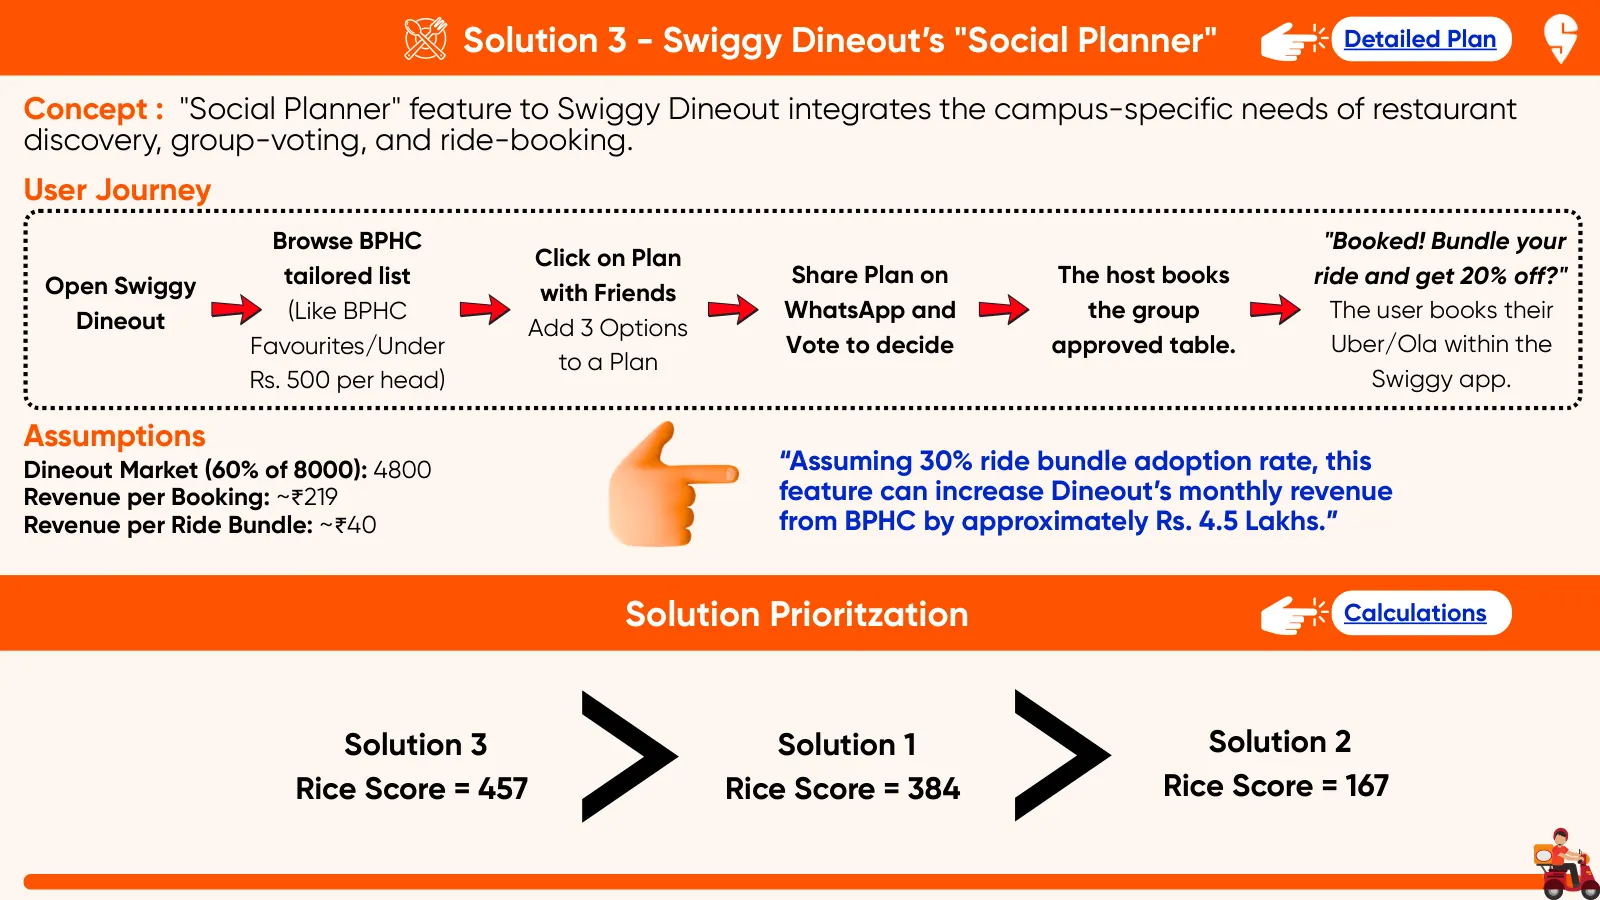 Solution 3 - Swiggy Dineout’s "Social Planner"
Detailed Plan
Concept : "Social Planner" feature to Swiggy Dineout integrates the campus-specific needs of restaurant
discovery, group-voting, and ride-booking.
User Journey
Open Swiggy
Dineout
Browse BPHC
tailored list
(Like BPHC
Favourites/Under
Rs. 500 per head)
Click on Plan
with Friends
Add 3 Options
to a Plan
Share Plan on
WhatsApp and
Vote to decide
The host books
the group
approved table.
"Booked! Bundle your
ride and get 20% off?"
The user books their
Uber/Ola within the
Swiggy app.
Assumptions
Dineout Market (60% of 8000): 4800
Revenue per Booking: ~₹219
Revenue per Ride Bundle: ~₹40
“Assuming 30% ride bundle adoption rate, this
feature can increase Dineout’s monthly revenue
from BPHC by approximately Rs. 4.5 Lakhs.”
Solution Prioritzation
Calculations
Solution 3
Rice Score = 457
Solution 1
Rice Score = 384
Solution 2
Rice Score = 167